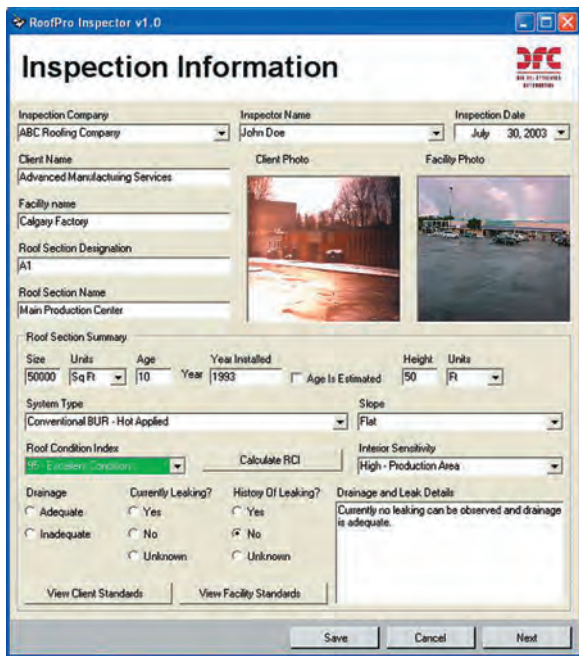 RoofPro Inspector v1.0
Inspection Information
DFC
Inspection Company
Inspector Name
Inspection Date
ABC Roofing Company
John Doe
July 30, 2003
Client Name
Client Photo
Facility Photo
Advanced Manufactuing Services
Facility name
Calgary Factory
Roof Section Designation
A1
Roof Section Name
Main Production Center
Roof Section Summary
Size Units Age Year Installed Height Units
50000 Sq Ft 10 Year 1993 Age Is Estimated 50 Ft
System Type
Slope
Conventional BUR - Hot Applied
Flat
Roof Condition Index
Calculate RCI
Interior Sensitivity
95 - Excellent Condition
High - Production Area
Drainage
Currently Leaking?
History Of Leaking?
Drainage and Leak Details
Adequate
Yes
Yes
Currently no leaking can be observed and drainage
is adequate.
Inadequate
No
No
Unknown
Unknown
View Client Standards
View Facility Standards
Save
Cancel
Next